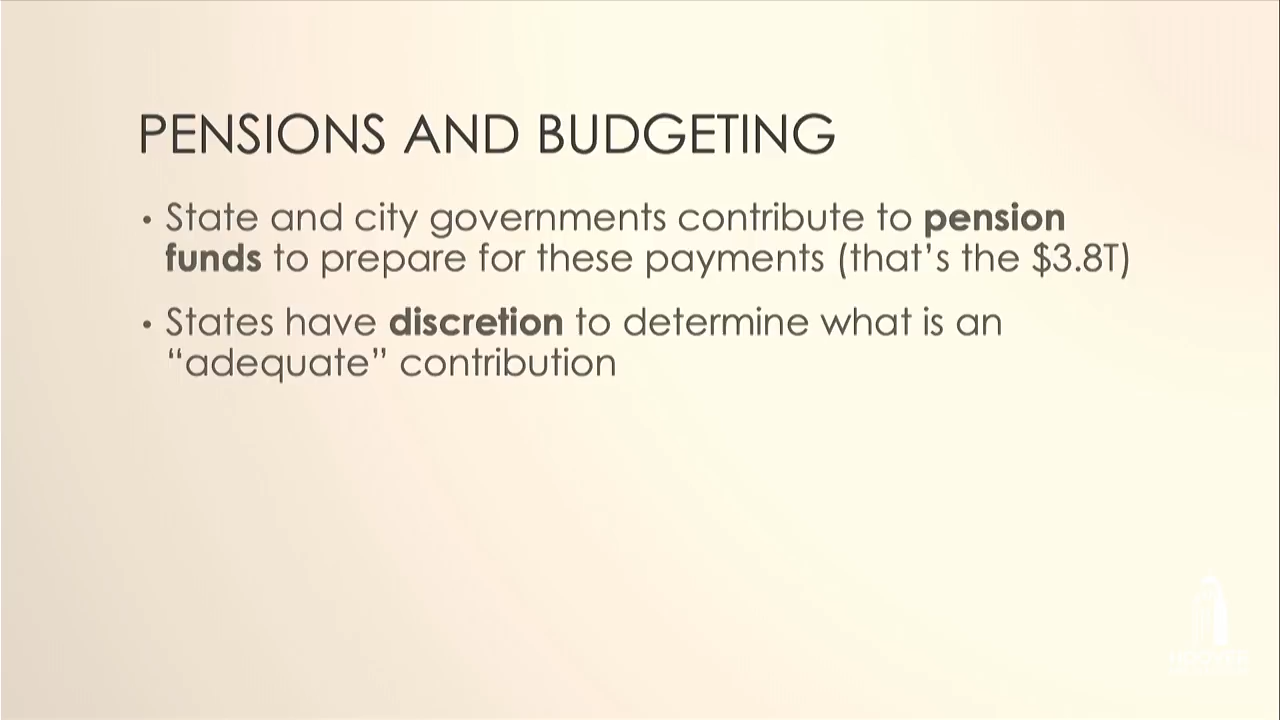 PENSIONS AND BUDGETING
• State and city governments contribute to pension
funds to prepare for these payments (that’s the $3.8T)
• States have discretion to determine what is an
“adequate” contribution